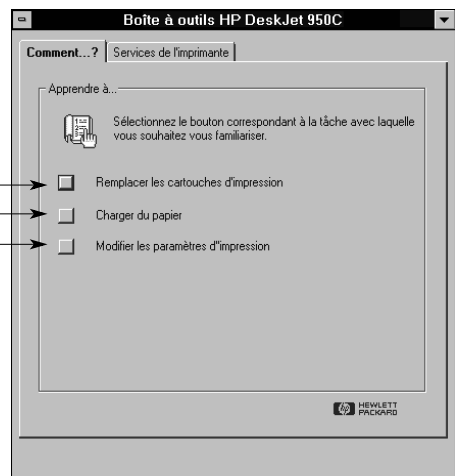 Boîte à outils HP DeskJet 950C
Comment...? Services de l'imprimante
Apprendre à...
Sélectionnez le bouton correspondant à la tâche avec laquelle
vous souhaitez vous familiariser.
Remplacer les cartouches d'impression
Charger du papier
Modifier les paramètres d"impression
hp HEWLETT
PACKARD